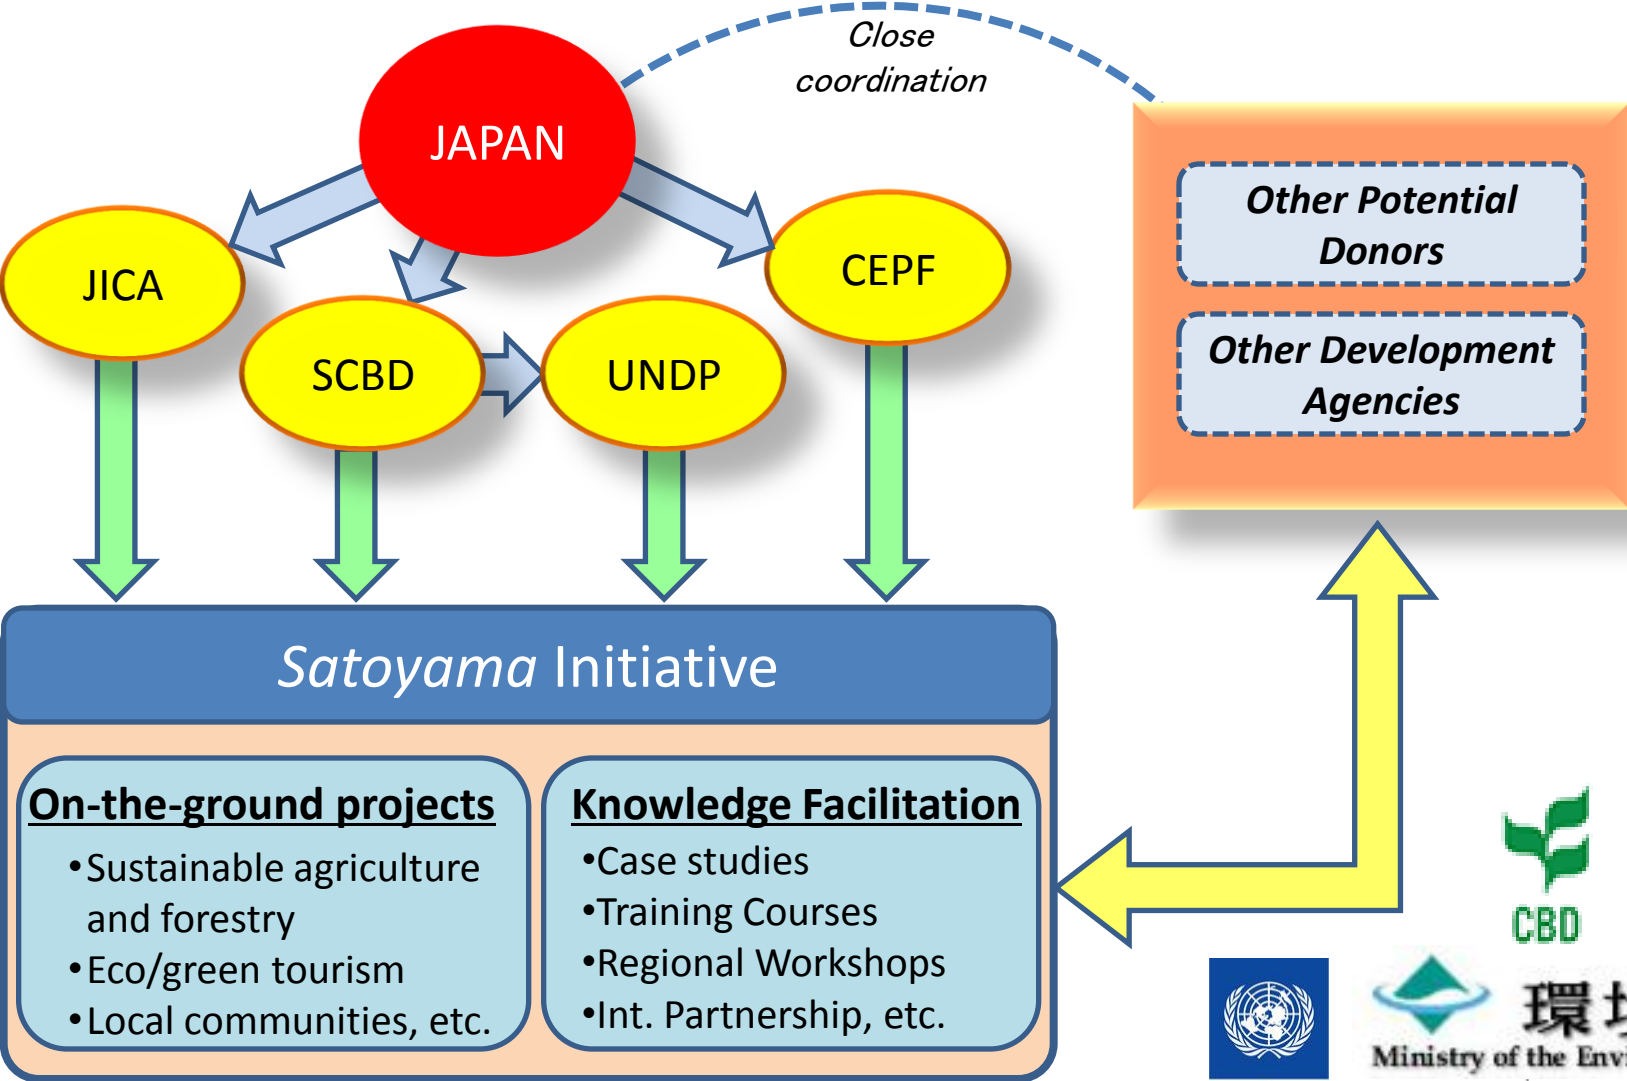 Close
coordination
JAPAN
JICA
SCBD
UNDP
CEPF
Other Potential
Donors
Other Development
Agencies
Satoyama Initiative
On-the-ground projects
•Sustainable agriculture
and forestry
•Eco/green tourism
•Local communities, etc.
Knowledge Facilitation
•Case studies
•Training Courses
•Regional Workshops
•Int. Partnership, etc.
CBD
環
Ministry of the Envi